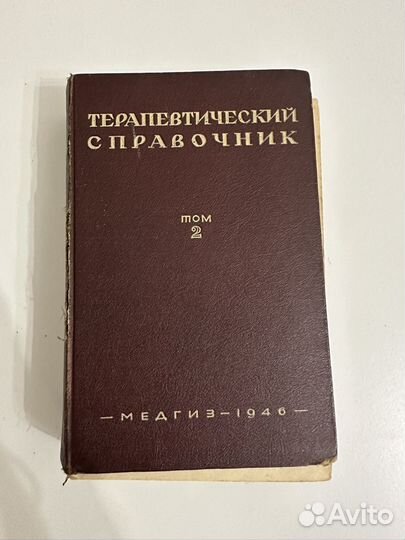 ТЕРАПЕВТИЧЕСКИЙ
СПРАВОЧНИК
том
2
—МЕДГИЗ—1946—
Avito